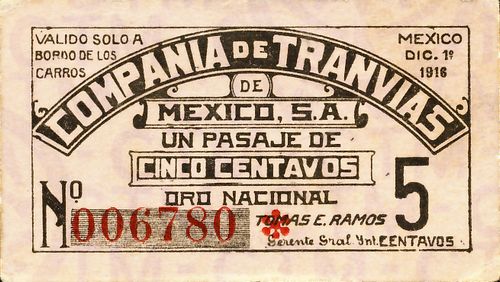 VALIDO SOLO A
BORDO DE LOS
CARROS
MEXICO
DIC. 1º
1916
COMPAÑIA DE TRANVIAS
DE
MEXICO, S.A.
UN PASAJE DE
CINCO CENTAVOS
ORO NACIONAL
Nº 006780
TOMAS E. RAMOS
Gerente Gral. Int.
5
CENTAVOS